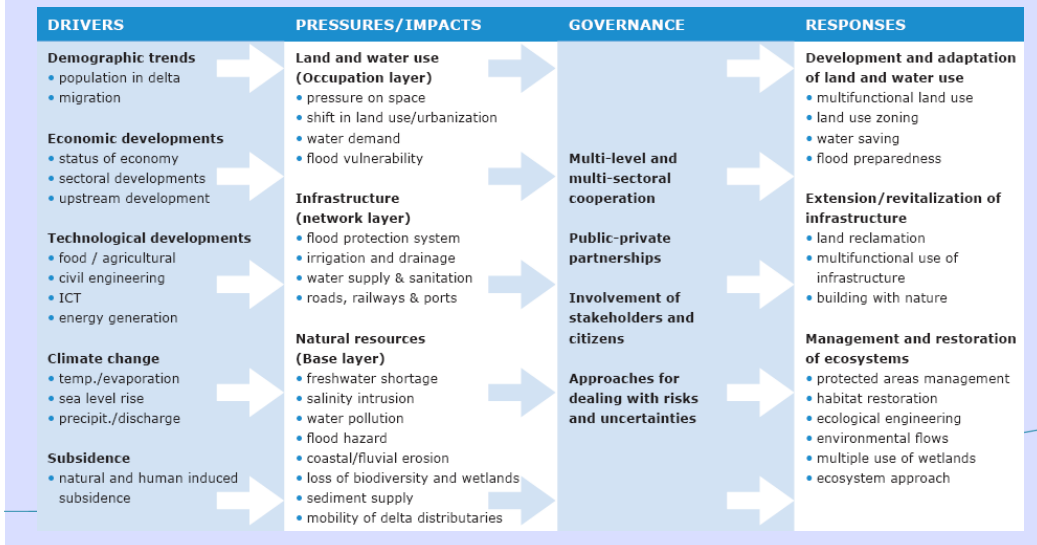 DRIVERS
Demographic trends
• population in delta
• migration
Economic developments
• status of economy
• sectoral developments
• upstream development
Technological developments
• food / agricultural
• civil engineering
• ICT
• energy generation
Climate change
• temp./evaporation
• sea level rise
• precipit./discharge
Subsidence
• natural and human induced
subsidence
PRESSURES/IMPACTS
Land and water use
(Occupation layer)
• pressure on space
• shift in land use/urbanization
• water demand
• flood vulnerability
Infrastructure
(network layer)
• flood protection system
• irrigation and drainage
• water supply & sanitation
• roads, railways & ports
Natural resources
(Base layer)
• freshwater shortage
• salinity intrusion
• water pollution
• flood hazard
• coastal/fluvial erosion
• loss of biodiversity and wetlands
• sediment supply
• mobility of delta distributaries
GOVERNANCE
Multi-level and
multi-sectoral
cooperation
Public-private
partnerships
Involvement of
stakeholders and
citizens
Approaches for
dealing with risks
and uncertainties
RESPONSES
Development and adaptation
of land and water use
• multifunctional land use
• land use zoning
• water saving
• flood preparedness
Extension/revitalization of
infrastructure
• land reclamation
• multifunctional use of
infrastructure
• building with nature
Management and restoration
of ecosystems
• protected areas management
• habitat restoration
• ecological engineering
• environmental flows
• multiple use of wetlands
• ecosystem approach